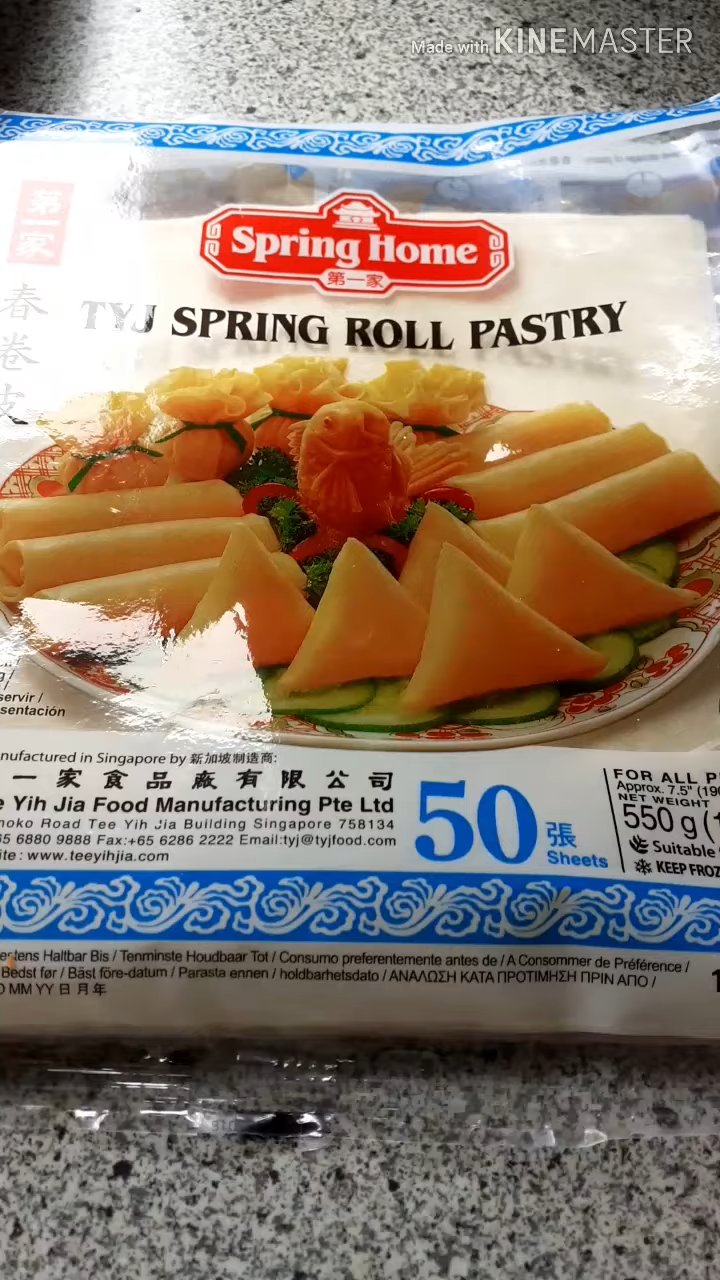 Made with KINEMASTER
第一家
Spring Home
第一家
春卷皮
TYJ SPRING ROLL PASTRY
servir /
sentación
nufactured in Singapore by 新加坡制造商:
一家食品廠有限公司
e Yih Jia Food Manufacturing Pte Ltd
noko Road Tee Yih Jia Building Singapore 758134
65 6880 9888 Fax:+65 6286 2222 Email:tyj@tyjfood.com
ite : www.teeyihjia.com
50 張
Sheets
FOR ALL P
Approx. 7.5" (190
NET WEIGHT
550 g (1
Suitable
KEEP FROZ
estens Haltbar Bis / Tenminste Houdbaar Tot / Consumo preferentemente antes de / A Consommer de Préférence /
Bedst før / Bäst före-datum / Parasta ennen / holdbarhetsdato / ΑΝΑΛΩΣΗ ΚΑΤΑ ΠΡΟΤΙΜΗΣΗ ΠΡΙΝ ΑΠΟ /
D MM YY 日 月 年